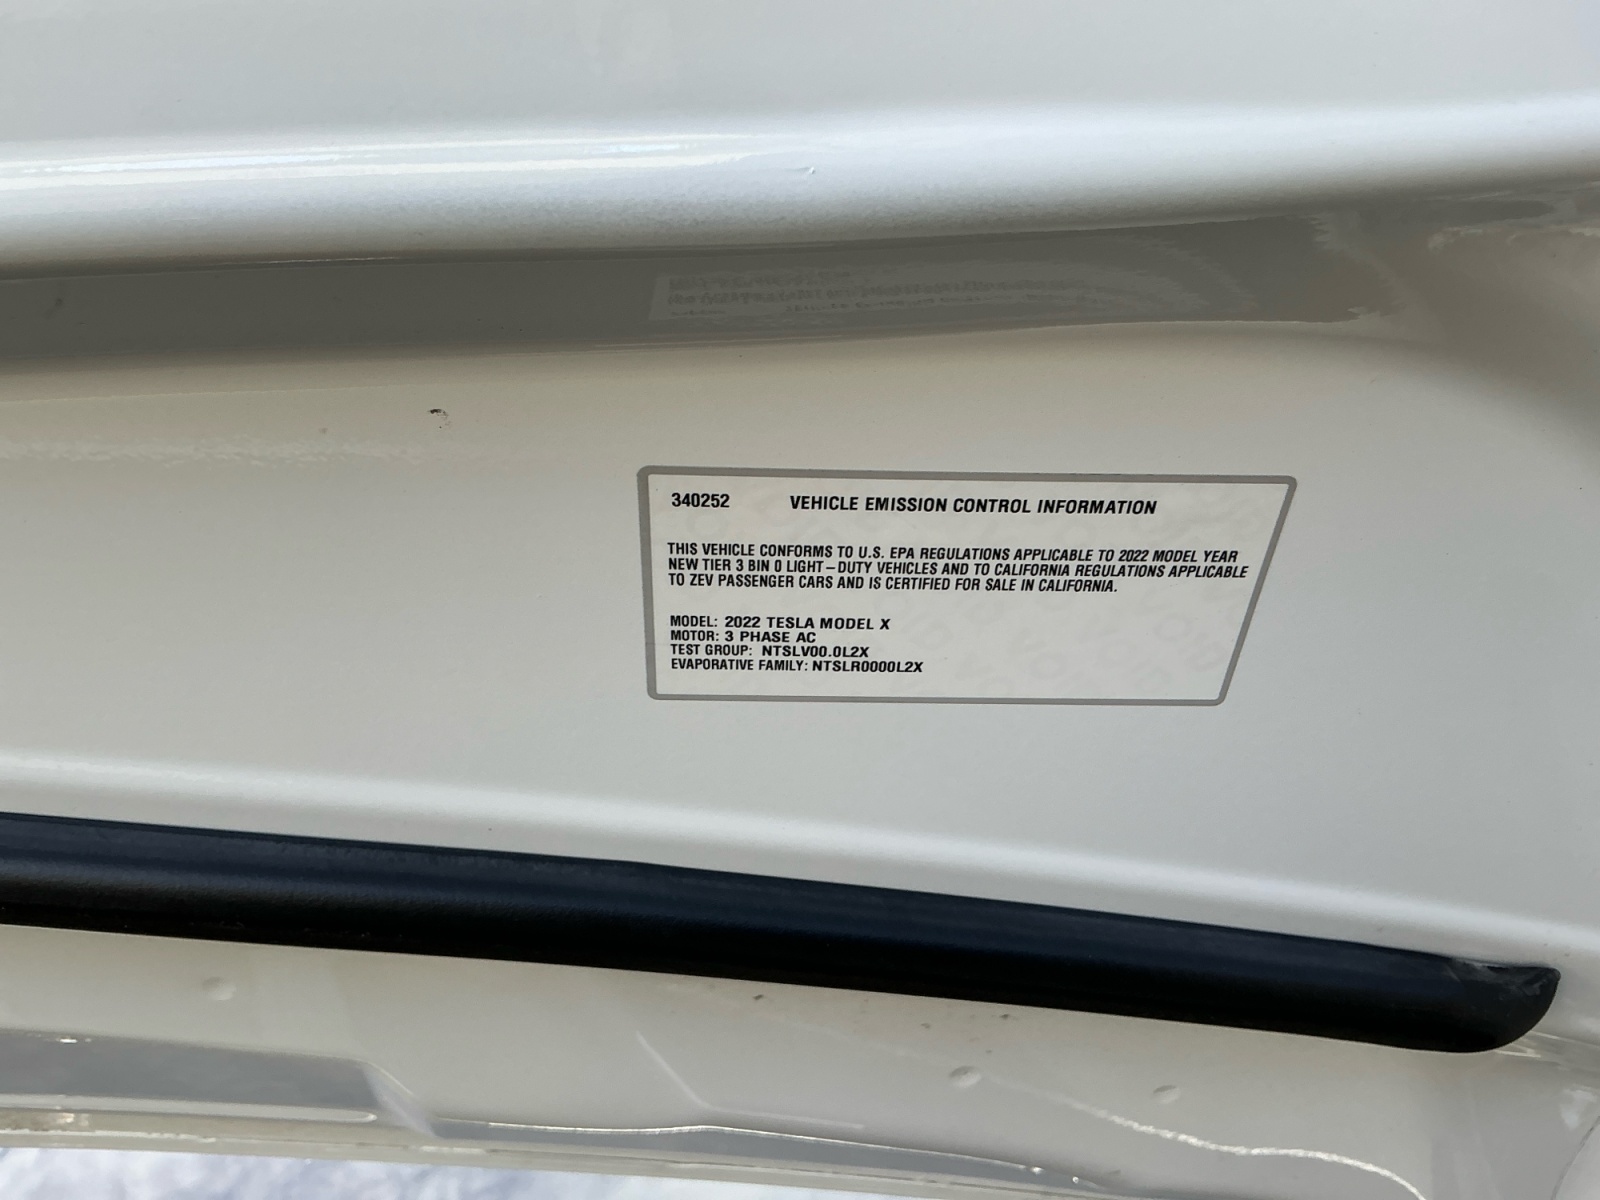 340252 VEHICLE EMISSION CONTROL INFORMATION
THIS VEHICLE CONFORMS TO U.S. EPA REGULATIONS APPLICABLE TO 2022 MODEL YEAR
NEW TIER 3 BIN 0 LIGHT-DUTY VEHICLES AND TO CALIFORNIA REGULATIONS APPLICABLE
TO ZEV PASSENGER CARS AND IS CERTIFIED FOR SALE IN CALIFORNIA.
MODEL: 2022 TESLA MODEL X
MOTOR: 3 PHASE AC
TEST GROUP: NTSLV00.0L2X
EVAPORATIVE FAMILY: NTSLR0000L2X